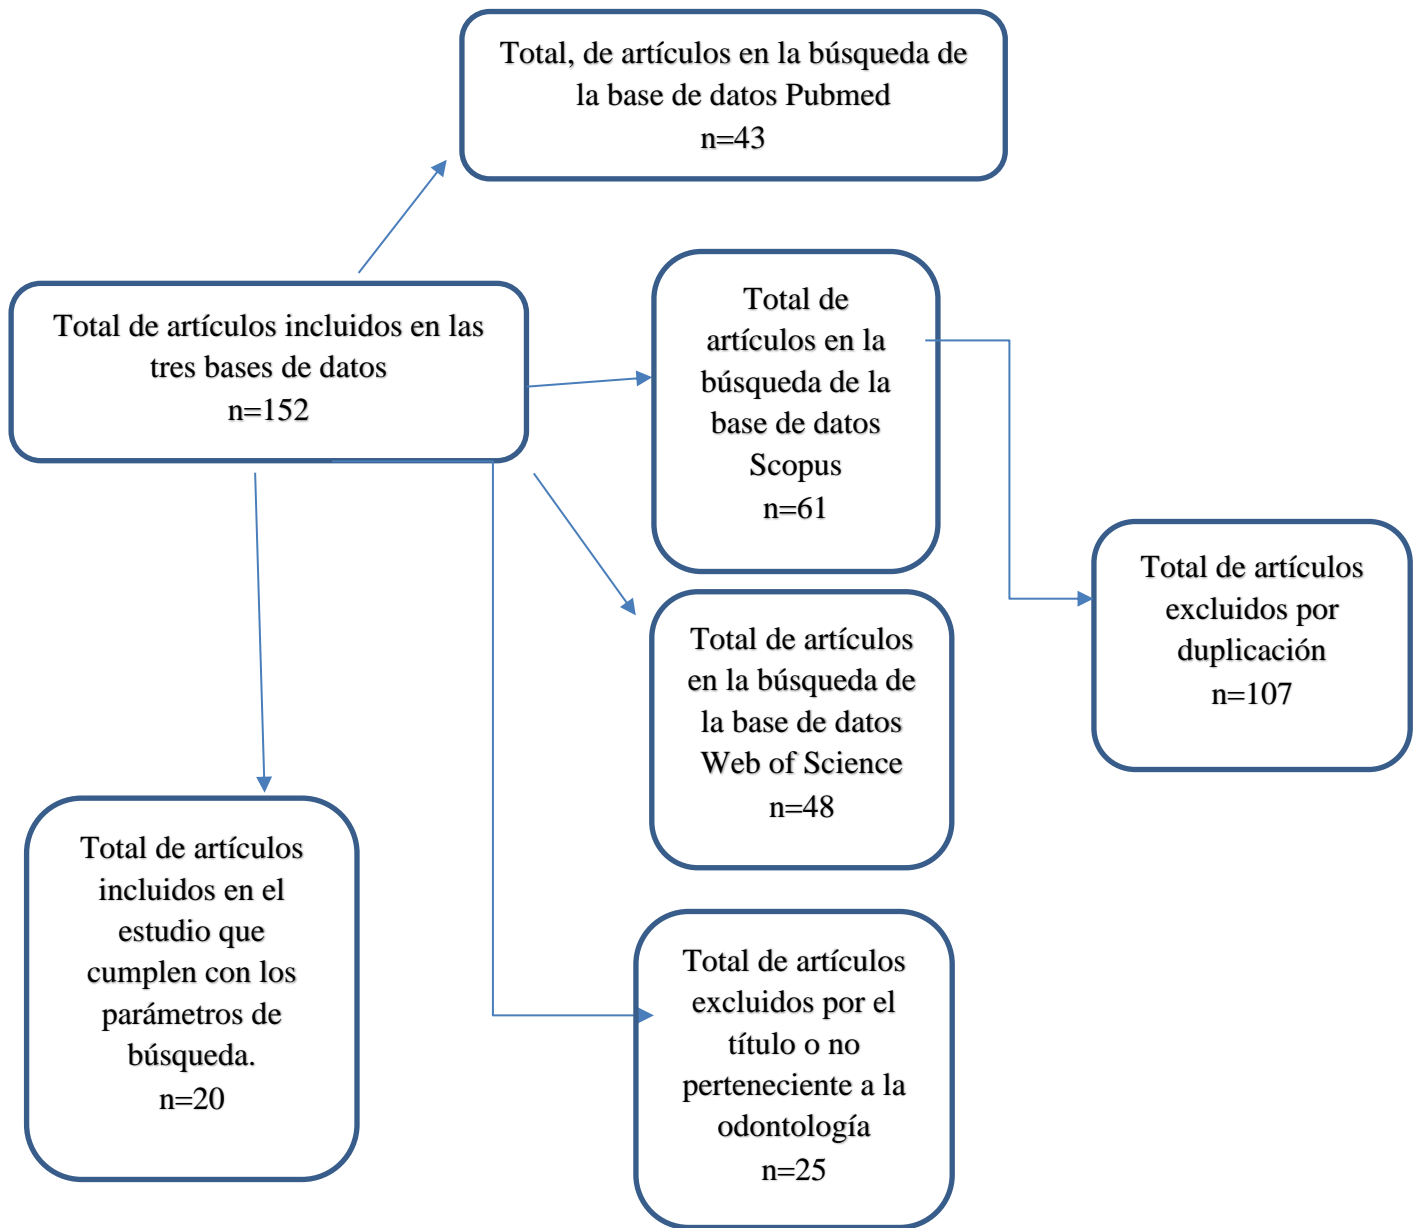 Total, de artículos en la búsqueda de
la base de datos Pubmed
n=43
Total de artículos incluidos en las
tres bases de datos
n=152
Total de
artículos en la
búsqueda de la
base de datos
Scopus
n=61
Total de artículos
excluidos por
duplicación
n=107
Total de artículos
en la búsqueda de
la base de datos
Web of Science
n=48
Total de artículos
incluidos en el
estudio que
cumplen con los
parámetros de
búsqueda.
n=20
Total de artículos
excluidos por el
título o no
perteneciente a la
odontología
n=25